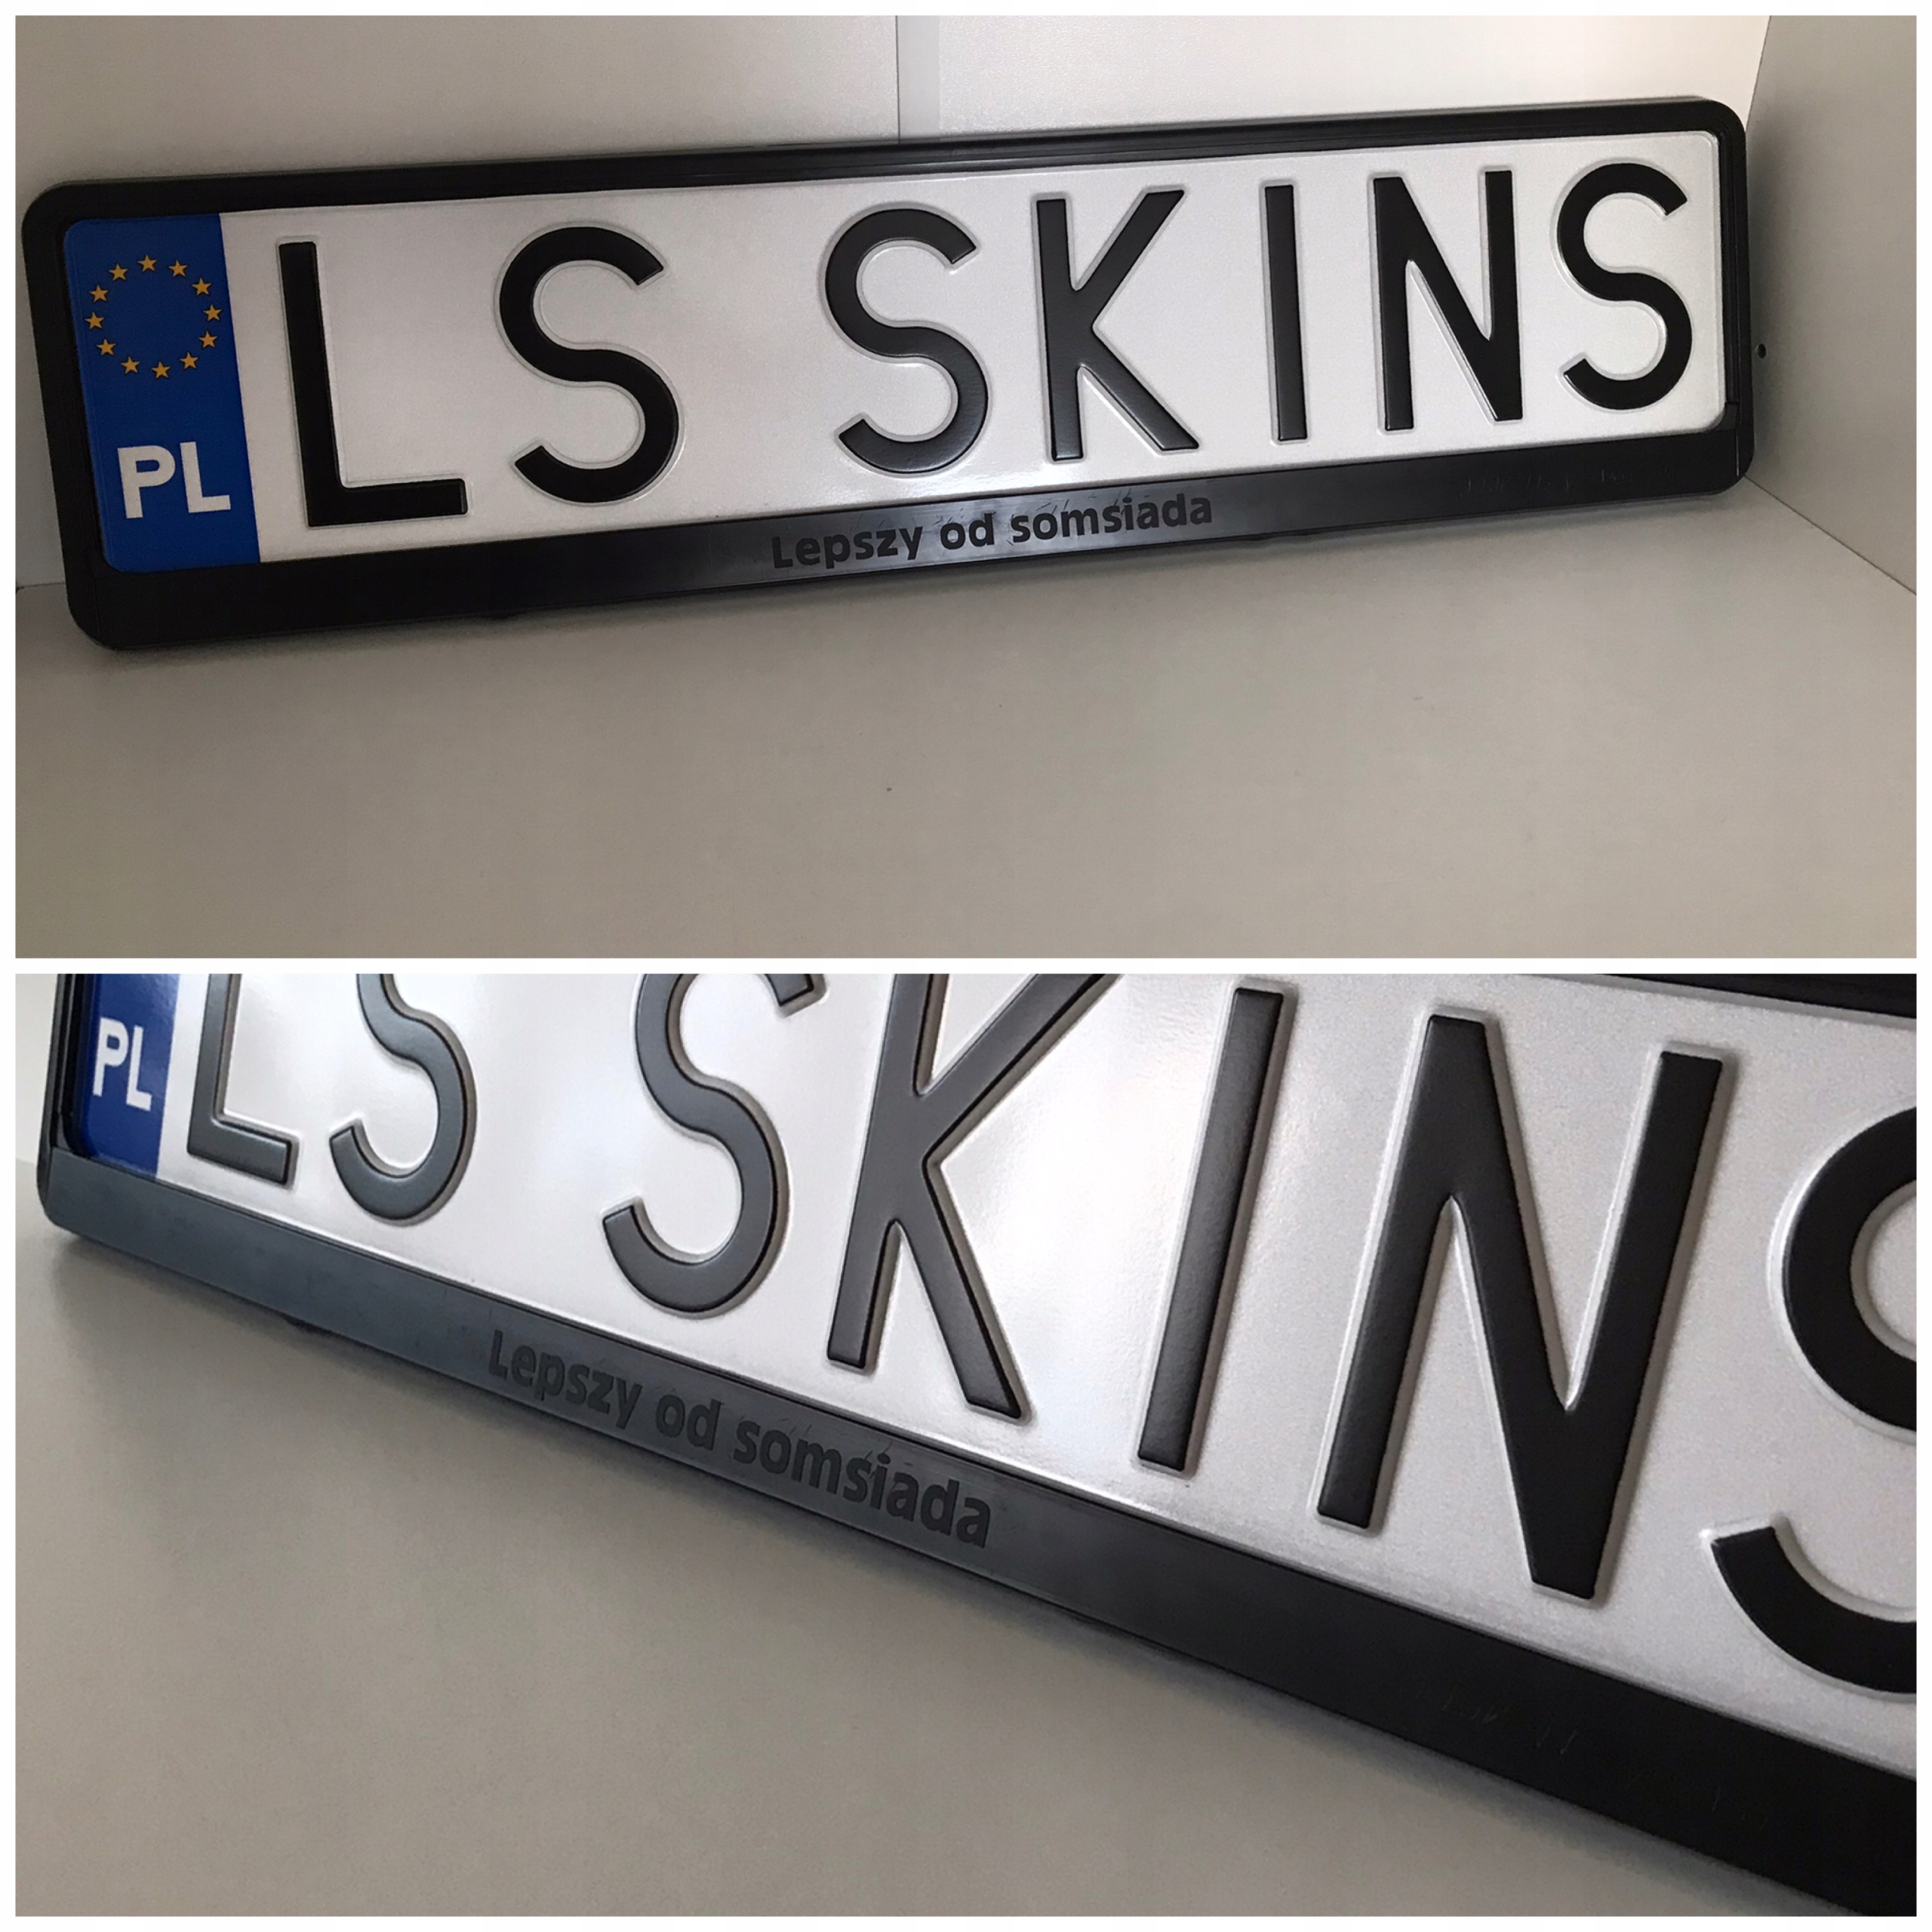 PL
LS SKINS
Lepszy od somsiada
PL
LS SKINS
Lepszy od somsiada